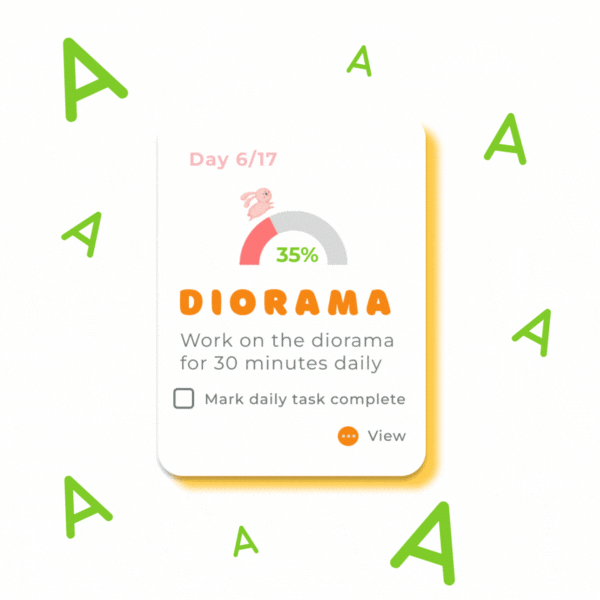 A
A
A
Day 6/17
A
35%
DIORAMA
A
Work on the diorama
for 30 minutes daily
Mark daily task complete
View
A
A
A